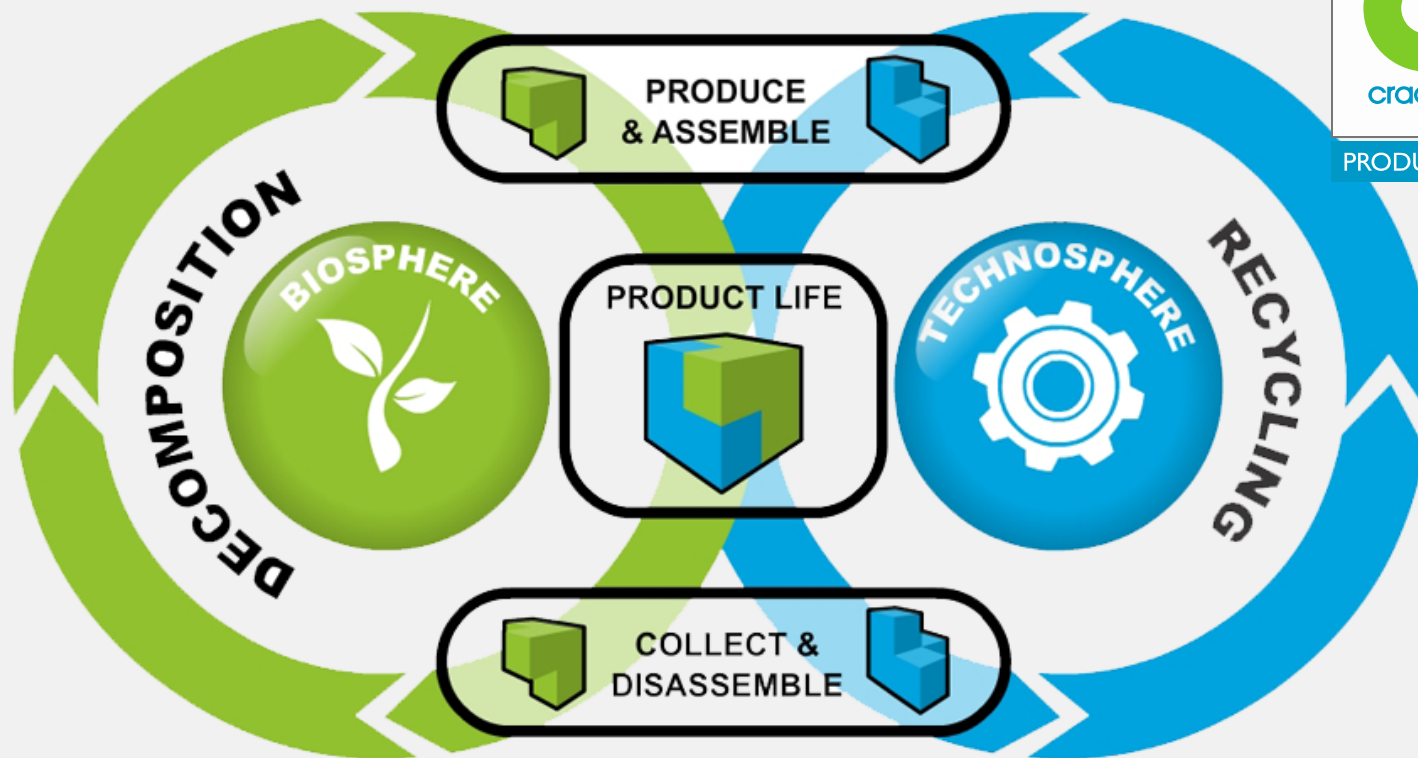 PRODUCE
& ASSEMBLE
DECOMPOSITION
BIOSPHERE
PRODUCT LIFE
TECHNOSPHERE
RECYCLING
COLLECT &
DISASSEMBLE